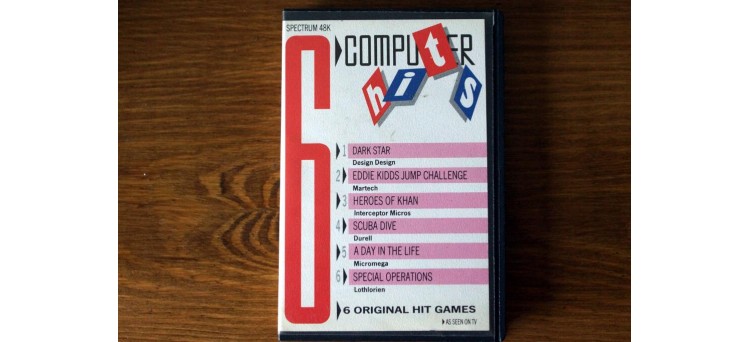 SPECTRUM 48K
6 COMPUTER
hits
1 DARK STAR
Design Design
2 EDDIE KIDDS JUMP CHALLENGE
Martech
3 HEROES OF KHAN
Interceptor Micros
4 SCUBA DIVE
Durell
5 A DAY IN THE LIFE
Micromega
6 SPECIAL OPERATIONS
Lothlorien
6 ORIGINAL HIT GAMES
AS SEEN ON TV